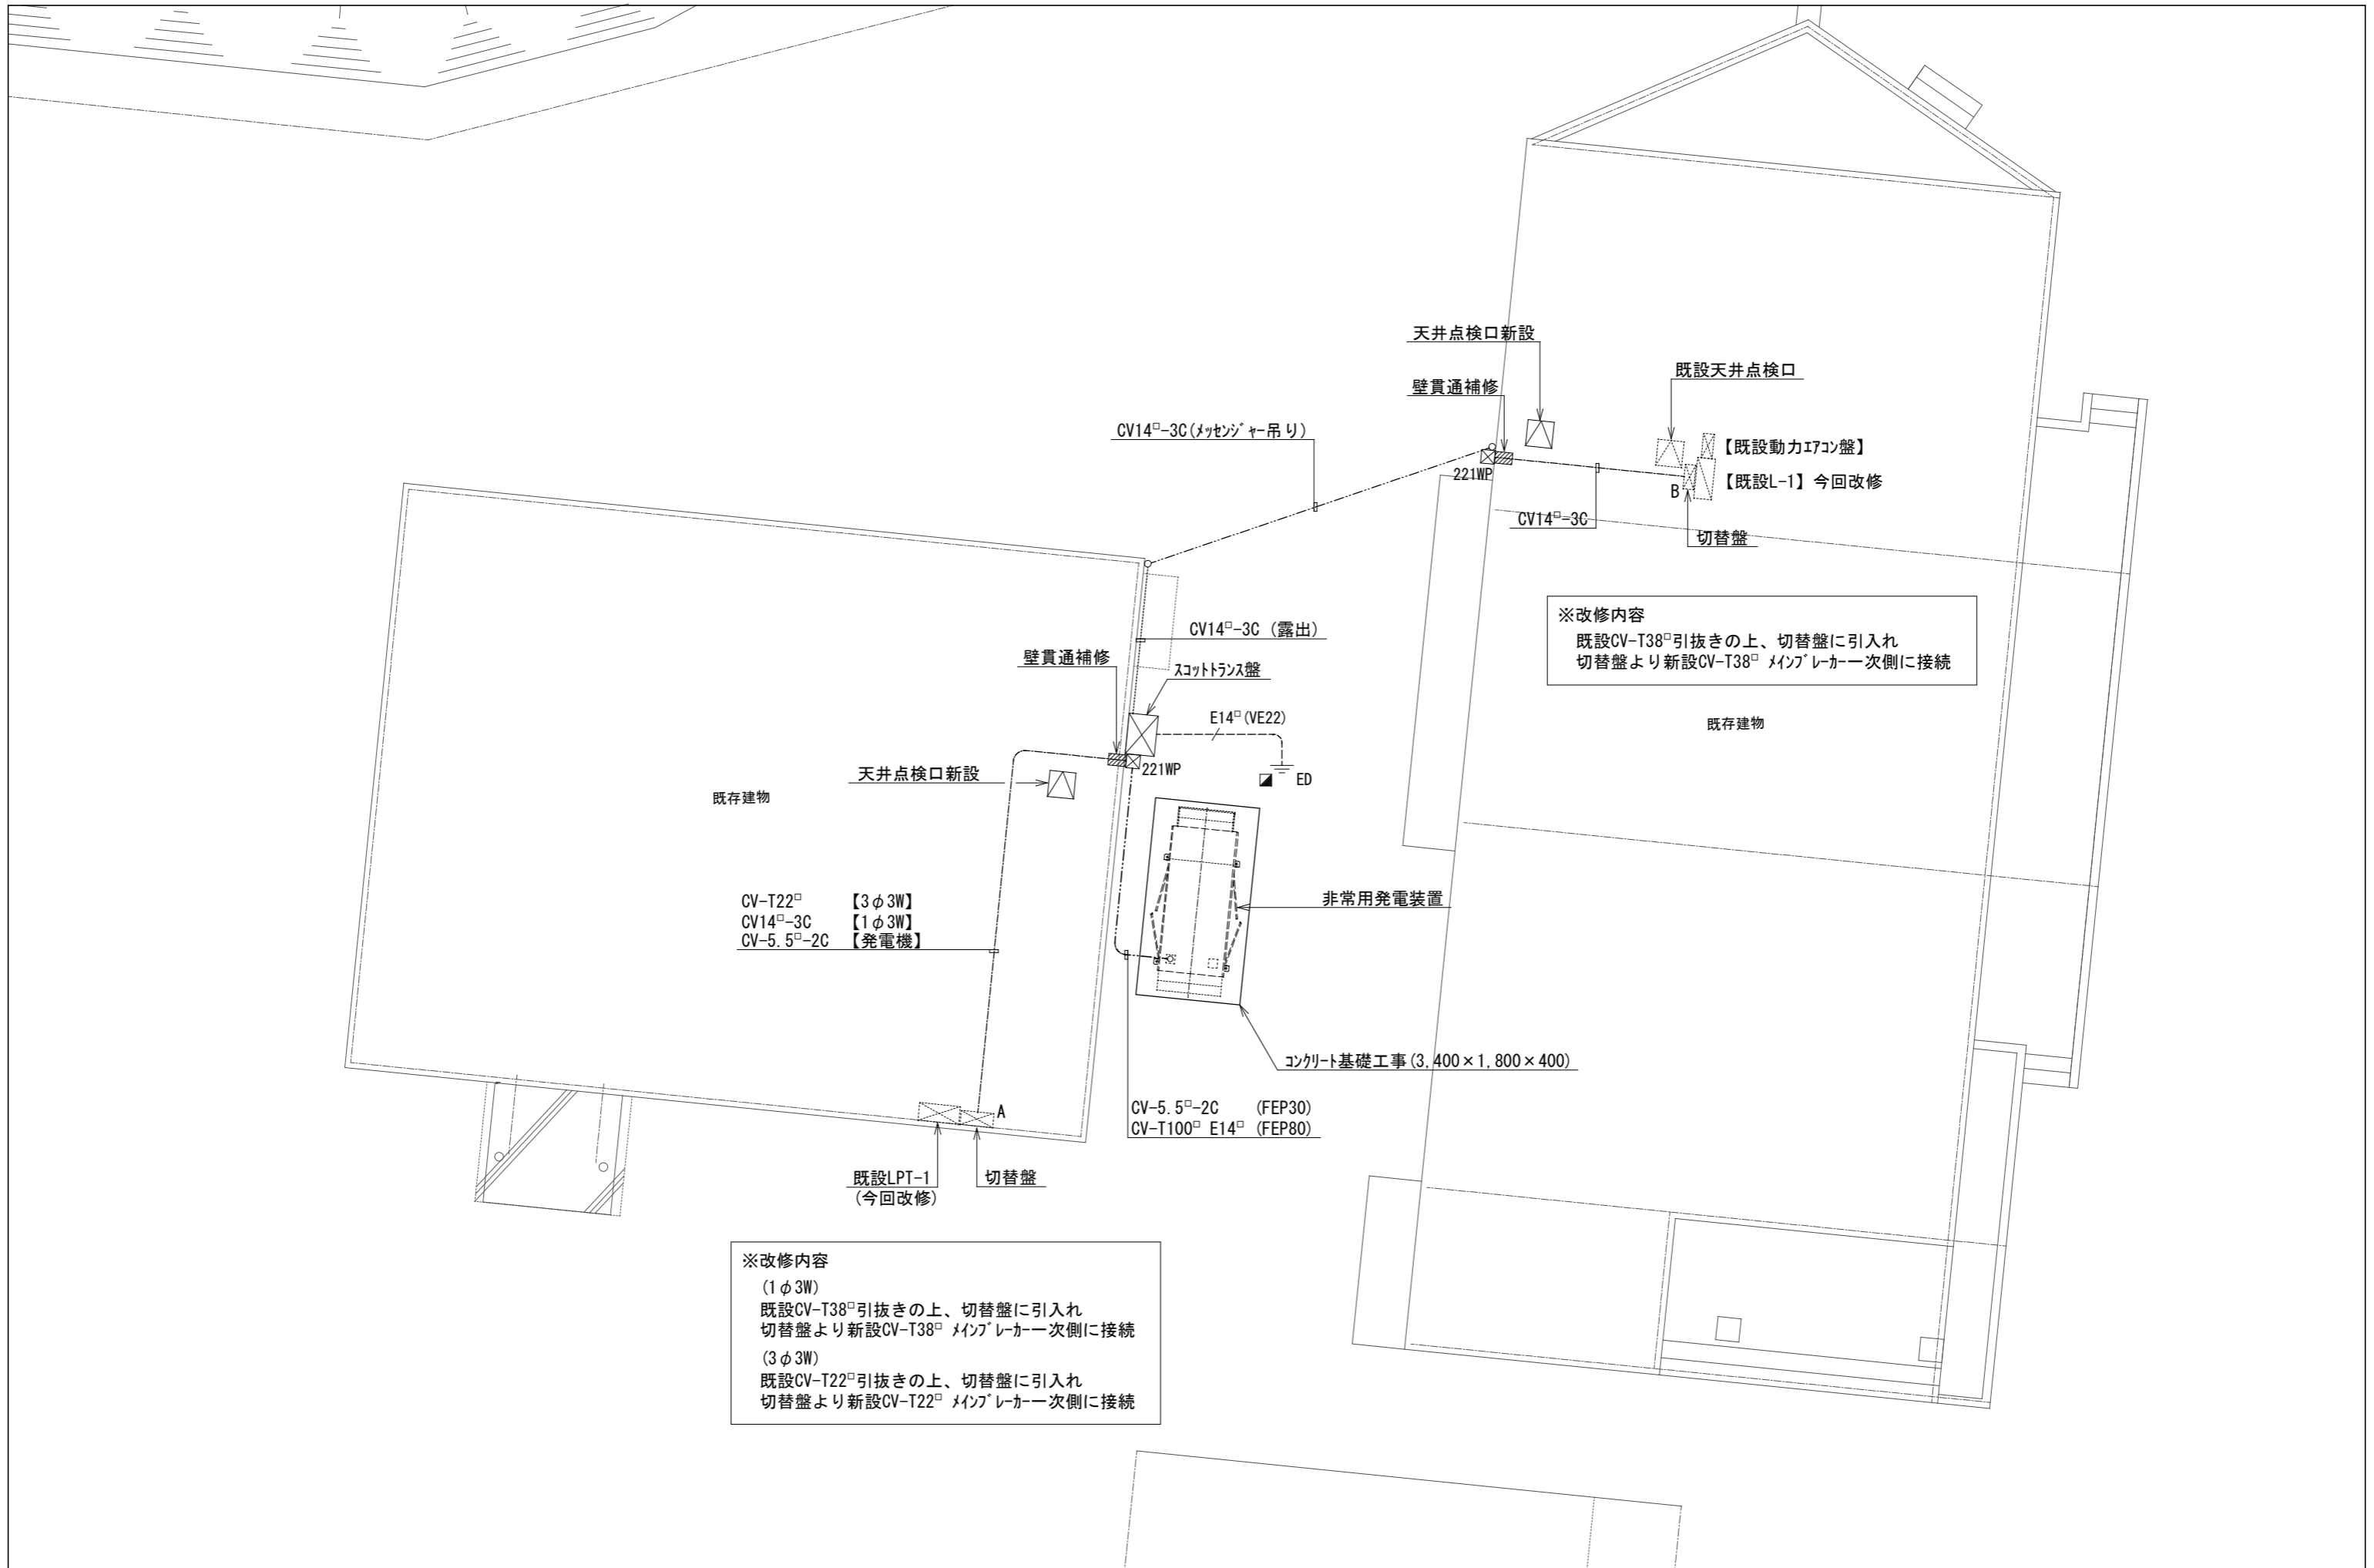 天井点検口新設
既設天井点検口
壁貫通補修
CV14□-3C(メッセンジャー吊り)
【既設動力エアコン盤】
221WP
【既設L-1】今回改修
B
CV14□-3C
切替盤
※改修内容
既設CV-T38□引抜きの上、切替盤に引入れ
切替盤より新設CV-T38□ メインブレーカー一次側に接続
既存建物
CV14□-3C (露出)
壁貫通補修
スコットトランス盤
E14□(VE22)
221WP
天井点検口新設
ED
既存建物
CV-T22□ 【3φ3W】
CV14□-3C 【1φ3W】
CV-5.5□-2C 【発電機】
非常用発電装置
コンクリート基礎工事(3,400×1,800×400)
CV-5.5□-2C (FEP30)
CV-T100□ E14□ (FEP80)
A
既設LPT-1
(今回改修)
切替盤
※改修内容
(1φ3W)
既設CV-T38□引抜きの上、切替盤に引入れ
切替盤より新設CV-T38□ メインブレーカー一次側に接続
(3φ3W)
既設CV-T22□引抜きの上、切替盤に引入れ
切替盤より新設CV-T22□ メインブレーカー一次側に接続